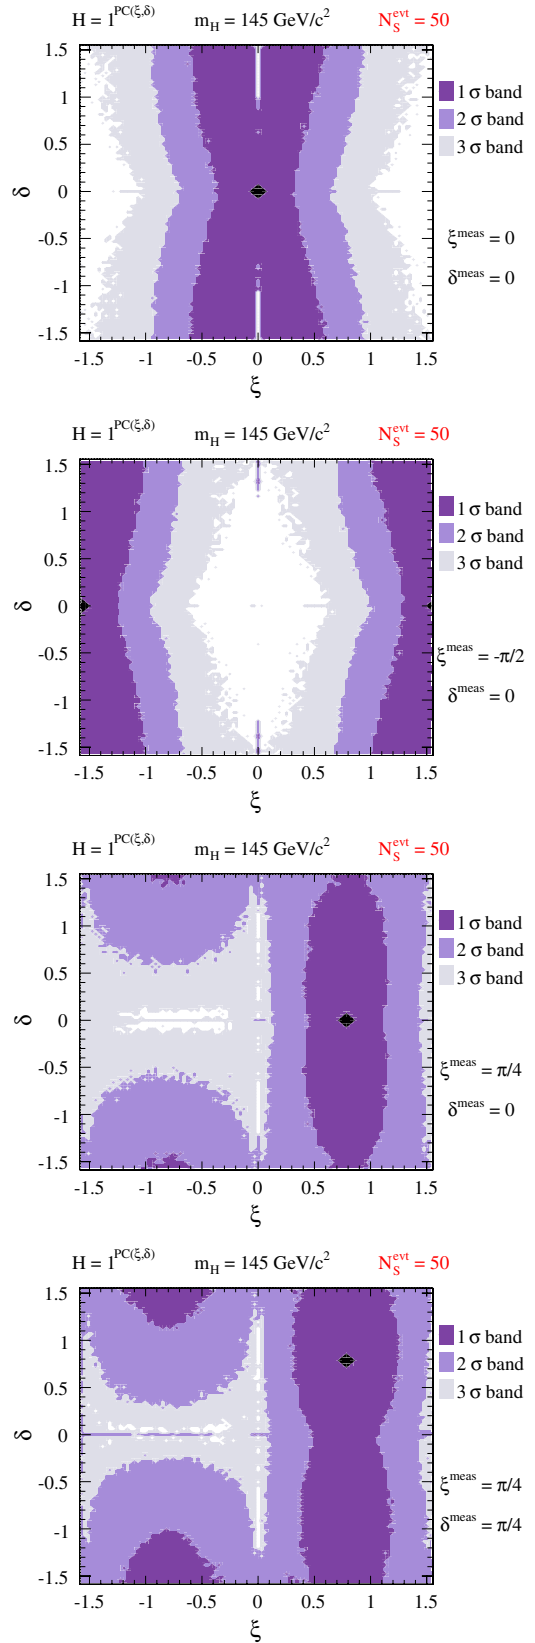 H = 1^PC(ξ,δ) m_H = 145 GeV/c² N_S^evt = 50
1.5
1
0.5
0
-0.5
-1
-1.5
δ
1 σ band
2 σ band
3 σ band
ξ^meas = 0
δ^meas = 0
-1.5 -1 -0.5 0 0.5 1 1.5
ξ
H = 1^PC(ξ,δ) m_H = 145 GeV/c² N_S^evt = 50
1.5
1
0.5
0
-0.5
-1
-1.5
δ
1 σ band
2 σ band
3 σ band
ξ^meas = -π/2
δ^meas = 0
-1.5 -1 -0.5 0 0.5 1 1.5
ξ
H = 1^PC(ξ,δ) m_H = 145 GeV/c² N_S^evt = 50
1.5
1
0.5
0
-0.5
-1
-1.5
δ
1 σ band
2 σ band
3 σ band
ξ^meas = π/4
δ^meas = 0
-1.5 -1 -0.5 0 0.5 1 1.5
ξ
H = 1^PC(ξ,δ) m_H = 145 GeV/c² N_S^evt = 50
1.5
1
0.5
0
-0.5
-1
-1.5
δ
1 σ band
2 σ band
3 σ band
ξ^meas = π/4
δ^meas = π/4
-1.5 -1 -0.5 0 0.5 1 1.5
ξ